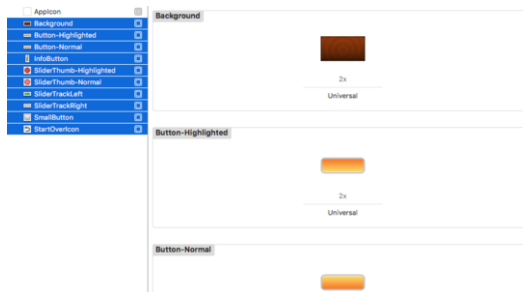 AppIcon
Background
Button-Highlighted
Button-Normal
InfoButton
SliderThumb-Highlighted
SliderThumb-Normal
SliderTrackLeft
SliderTrackRight
SmallButton
StartOverIcon
Background
2x
Universal
Button-Highlighted
2x
Universal
Button-Normal